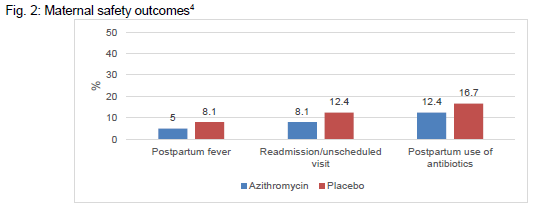 Fig. 2: Maternal safety outcomes4
50
40
30
20
10
0
%
5
8.1
8.1
12.4
12.4
16.7
Postpartum fever
Readmission/unscheduled
visit
Postpartum use of
antibiotics
Azithromycin
Placebo